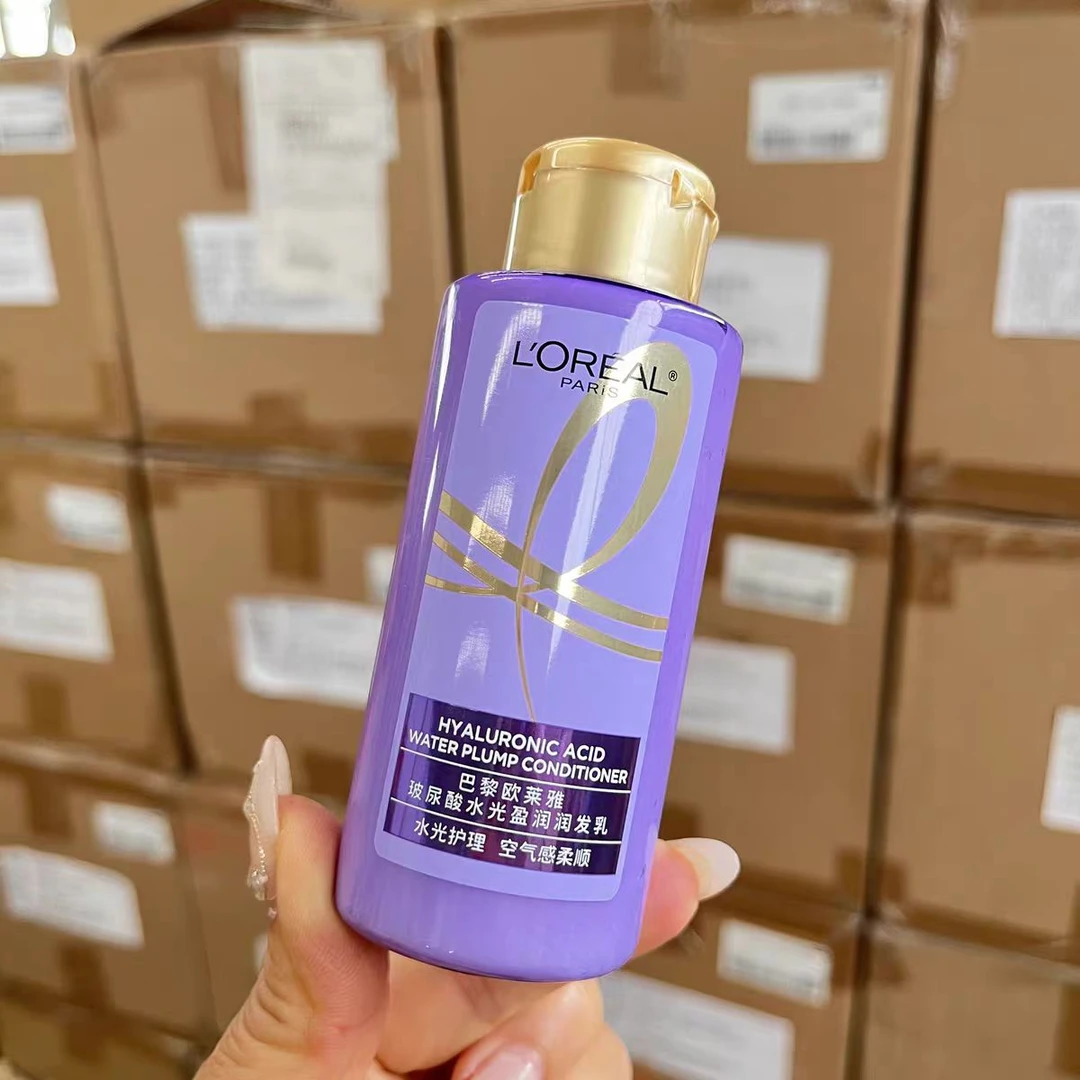 L'ORÉAL®
PARiS
HYALURONIC ACID
WATER PLUMP CONDITIONER
巴黎欧莱雅
玻尿酸水光盈润润发乳
水光护理 空气感柔顺